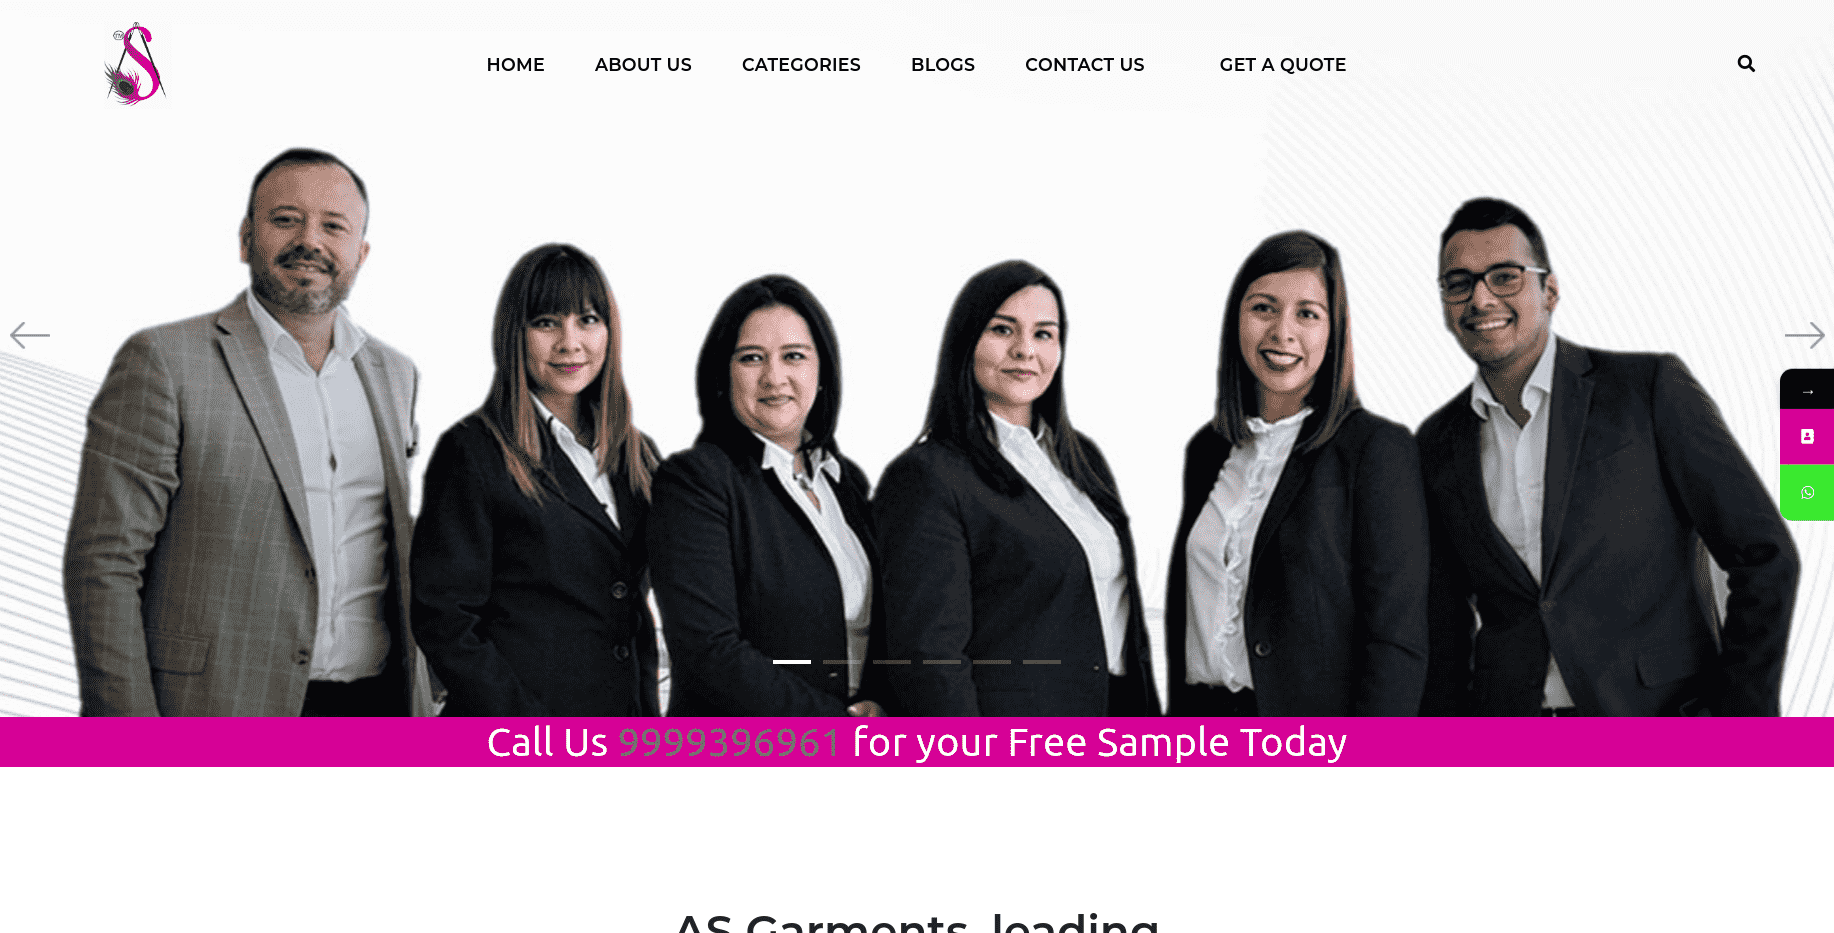 S
HOME
ABOUT US
CATEGORIES
BLOGS
CONTACT US
GET A QUOTE
Call Us 9999396961 for your Free Sample Today
AS Garments, leading